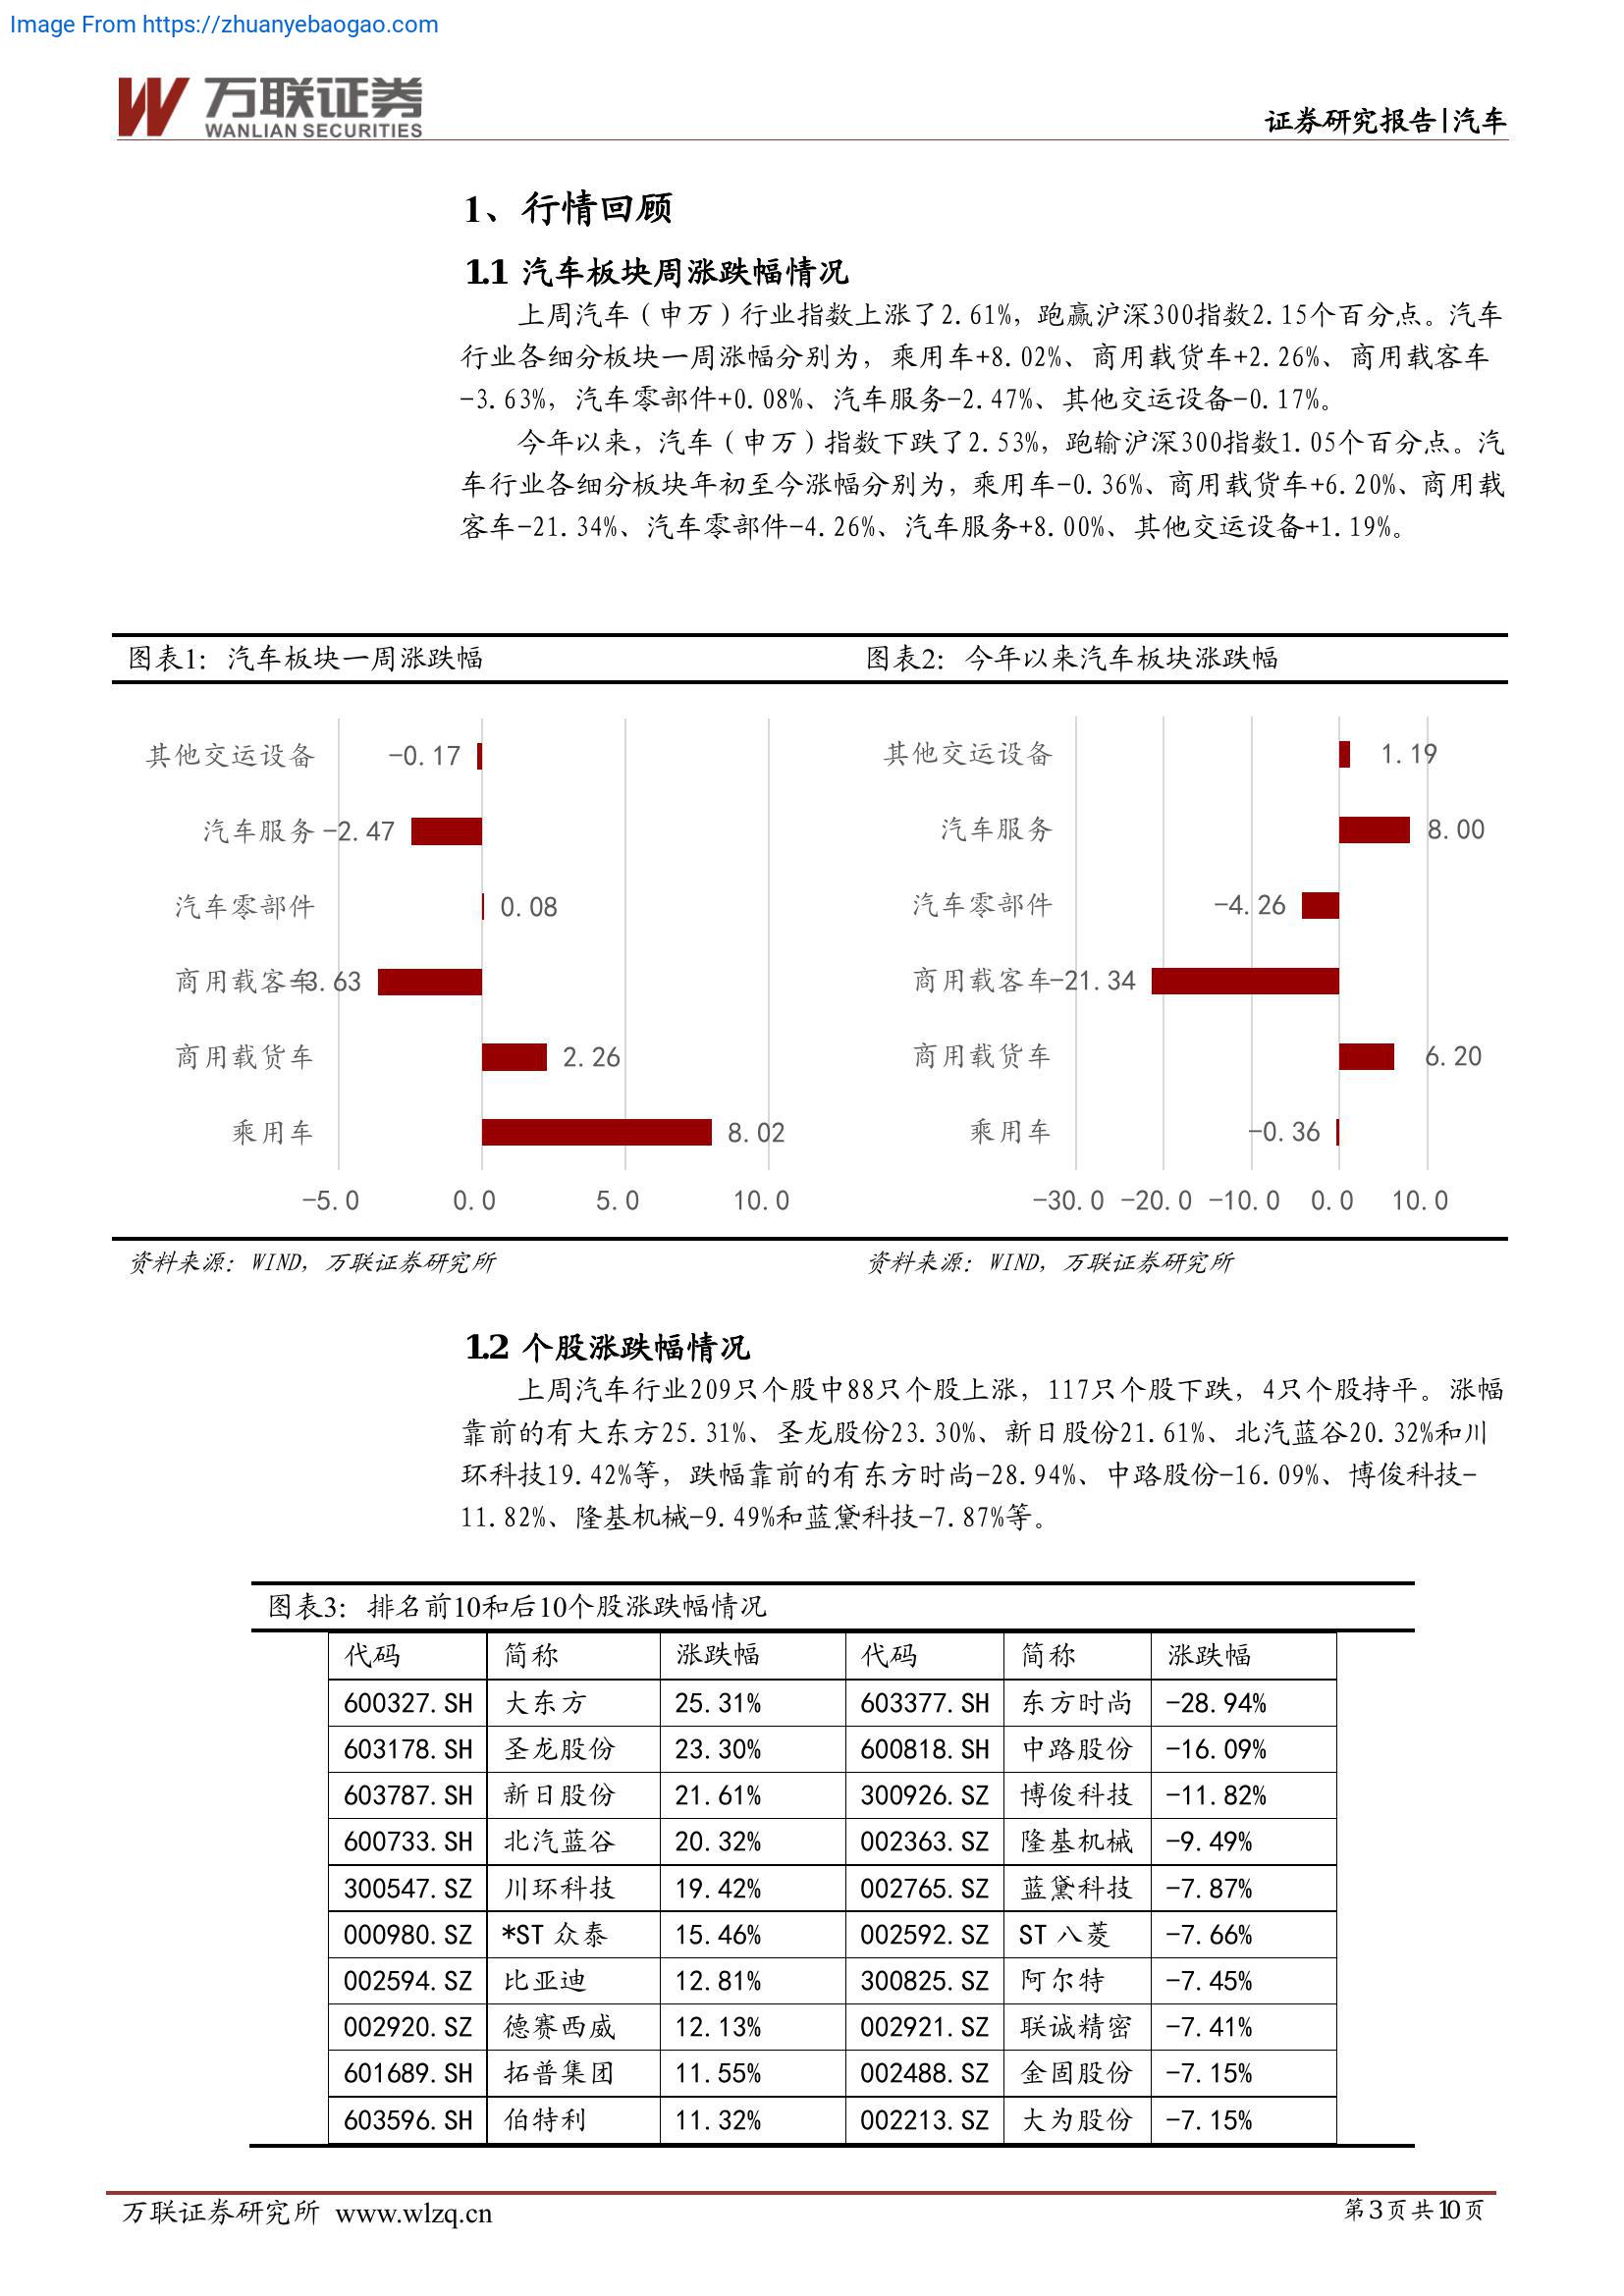 Image From https://zhuanyebaogao.com
万联证券
WANLIAN SECURITIES
证券研究报告|汽车
1、行情回顾
1.1 汽车板块周涨跌幅情况
上周汽车（申万）行业指数上涨了2.61%，跑赢沪深300指数2.15个百分点。汽车
行业各细分板块一周涨幅分别为，乘用车+8.02%、商用载货车+2.26%、商用载客车
-3.63%，汽车零部件+0.08%、汽车服务-2.47%、其他交运设备-0.17%。
今年以来，汽车（申万）指数下跌了2.53%，跑输沪深300指数1.05个百分点。汽
车行业各细分板块年初至今涨幅分别为，乘用车-0.36%、商用载货车+6.20%、商用载
客车-21.34%、汽车零部件-4.26%、汽车服务+8.00%、其他交运设备+1.19%。
图表1：汽车板块一周涨跌幅
其他交运设备 -0.17
汽车服务 -2.47
汽车零部件 0.08
商用载客车 -3.63
商用载货车 2.26
乘用车 8.02
-5.0 0.0 5.0 10.0
资料来源：WIND，万联证券研究所
图表2：今年以来汽车板块涨跌幅
其他交运设备 1.19
汽车服务 8.00
汽车零部件 -4.26
商用载客车 -21.34
商用载货车 6.20
乘用车 -0.36
-30.0 -20.0 -10.0 0.0 10.0
资料来源：WIND，万联证券研究所
1.2 个股涨跌幅情况
上周汽车行业209只个股中88只个股上涨，117只个股下跌，4只个股持平。涨幅
靠前的有大东方25.31%、圣龙股份23.30%、新日股份21.61%、北汽蓝谷20.32%和川
环科技19.42%等，跌幅靠前的有东方时尚-28.94%、中路股份-16.09%、博俊科技-
11.82%、隆基机械-9.49%和蓝黛科技-7.87%等。
图表3：排名前10和后10个股涨跌幅情况
代码 简称 涨跌幅 代码 简称 涨跌幅
600327.SH 大东方 25.31% 603377.SH 东方时尚 -28.94%
603178.SH 圣龙股份 23.30% 600818.SH 中路股份 -16.09%
603787.SH 新日股份 21.61% 300926.SZ 博俊科技 -11.82%
600733.SH 北汽蓝谷 20.32% 002363.SZ 隆基机械 -9.49%
300547.SZ 川环科技 19.42% 002765.SZ 蓝黛科技 -7.87%
000980.SZ *ST 众泰 15.46% 002592.SZ ST 八菱 -7.66%
002594.SZ 比亚迪 12.81% 300825.SZ 阿尔特 -7.45%
002920.SZ 德赛西威 12.13% 002921.SZ 联诚精密 -7.41%
601689.SH 拓普集团 11.55% 002488.SZ 金固股份 -7.15%
603596.SH 伯特利 11.32% 002213.SZ 大为股份 -7.15%
万联证券研究所 www.wlzq.cn
第3页共10页